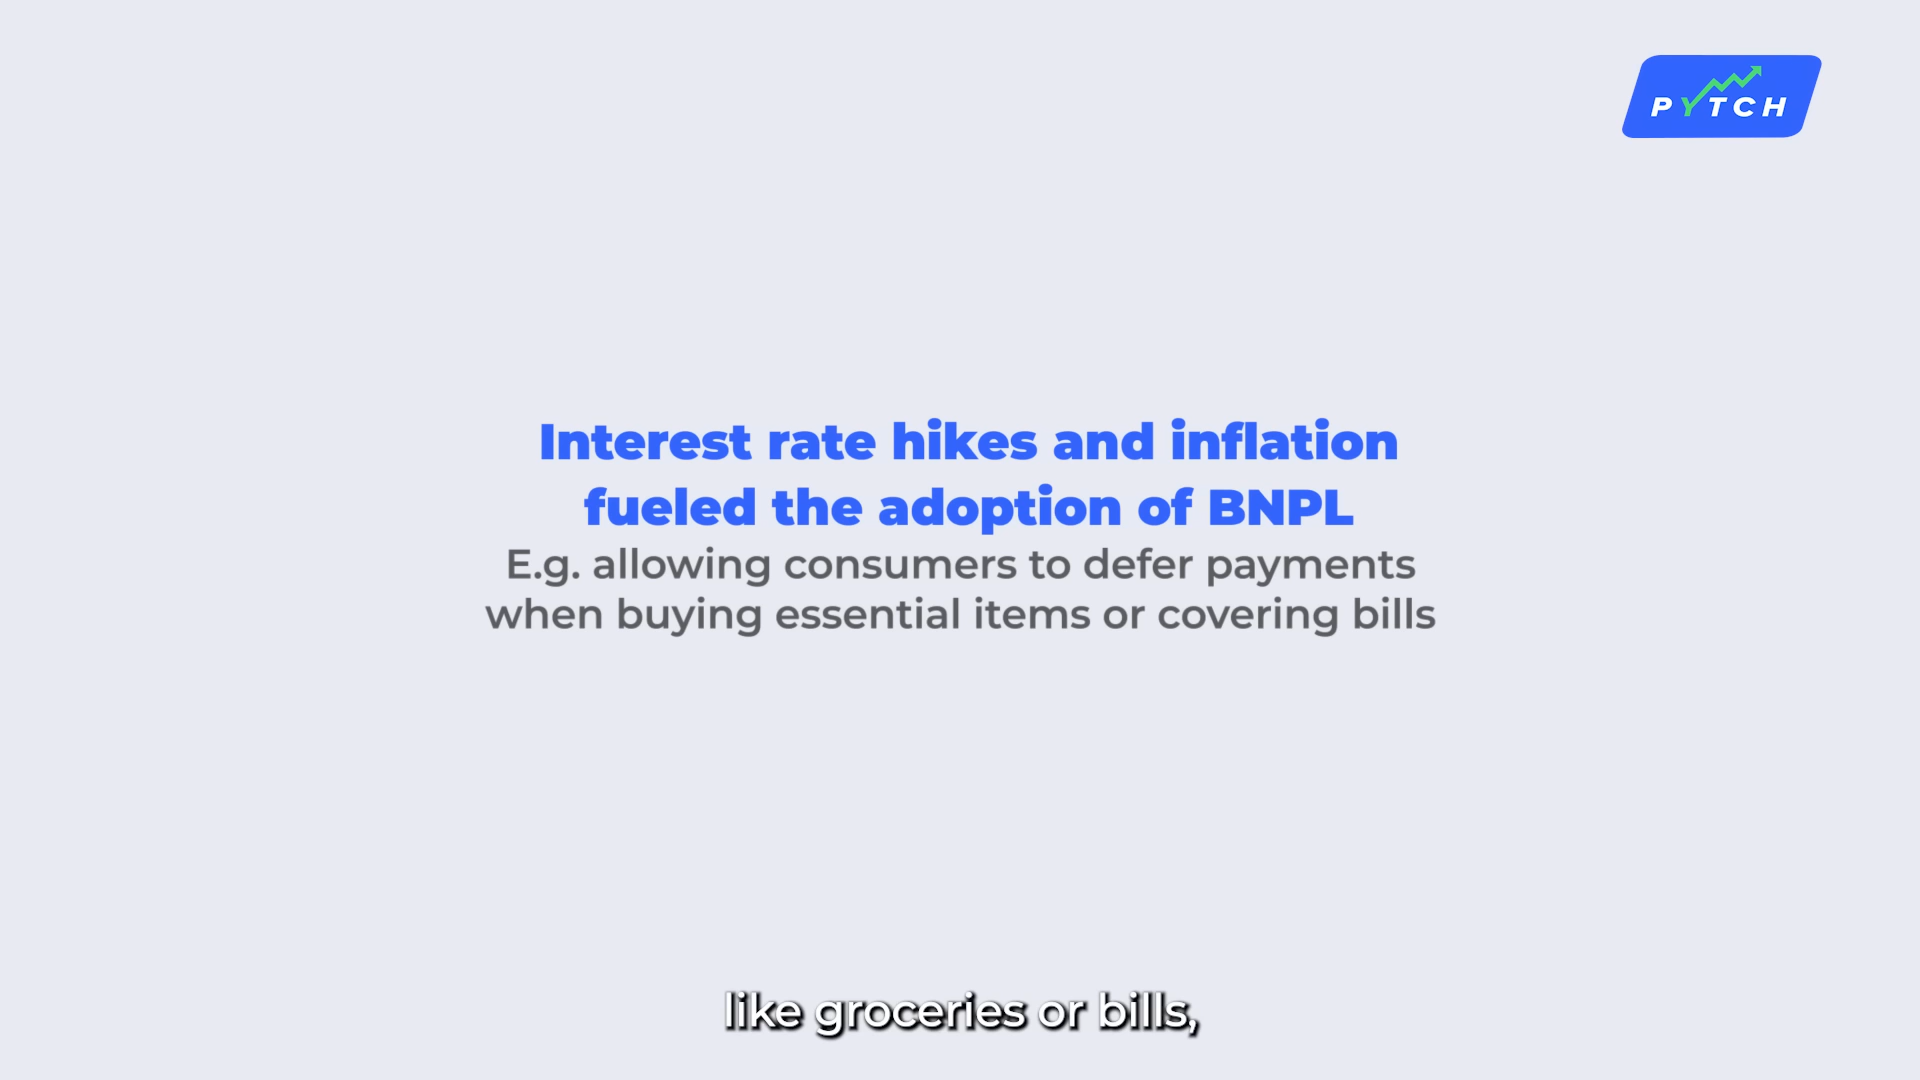 PYTCH
Interest rate hikes and inflation
fueled the adoption of BNPL
E.g. allowing consumers to defer payments
when buying essential items or covering bills
like groceries or bills,